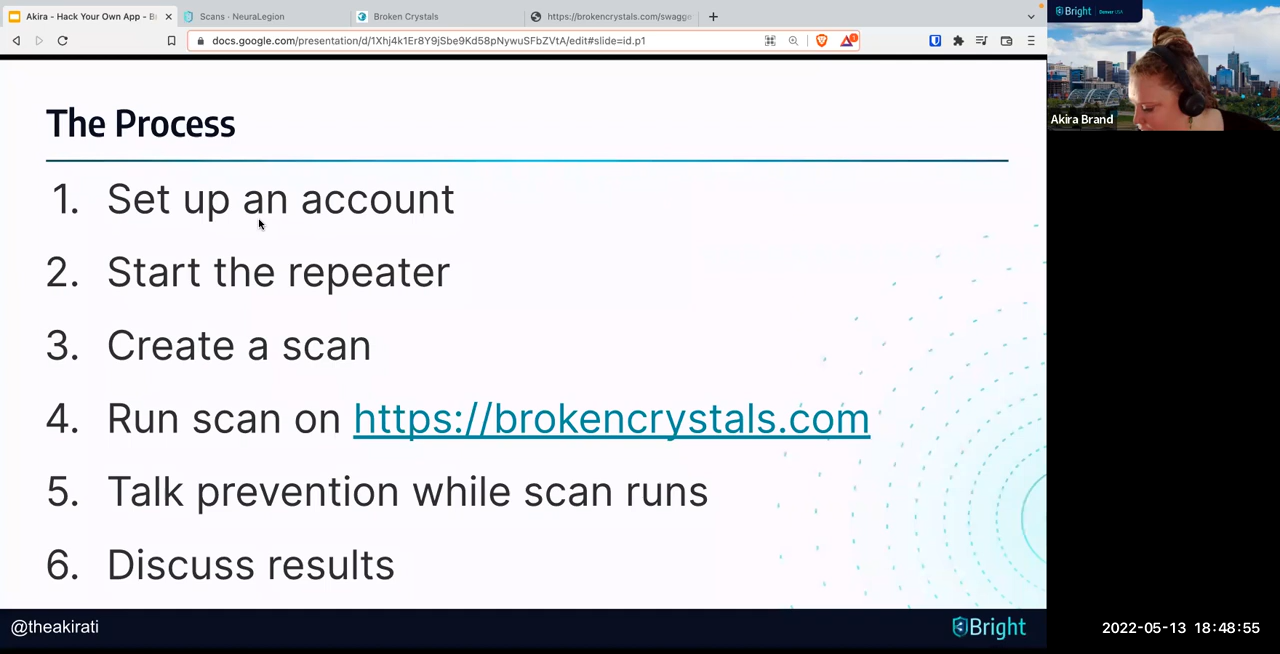 Akira - Hack Your Own App - B
Scans · NeuraLegion
Broken Crystals
https://brokencrystals.com/swagge
docs.google.com/presentation/d/1Xhj4k1Er8Y9jSbe9Kd58pNywuSFbZVtA/edit#slide=id.p1
Bright
Denver USA
Akira Brand
The Process
1. Set up an account
2. Start the repeater
3. Create a scan
4. Run scan on https://brokencrystals.com
5. Talk prevention while scan runs
6. Discuss results
@theakirati
Bright
2022-05-13 18:48:55